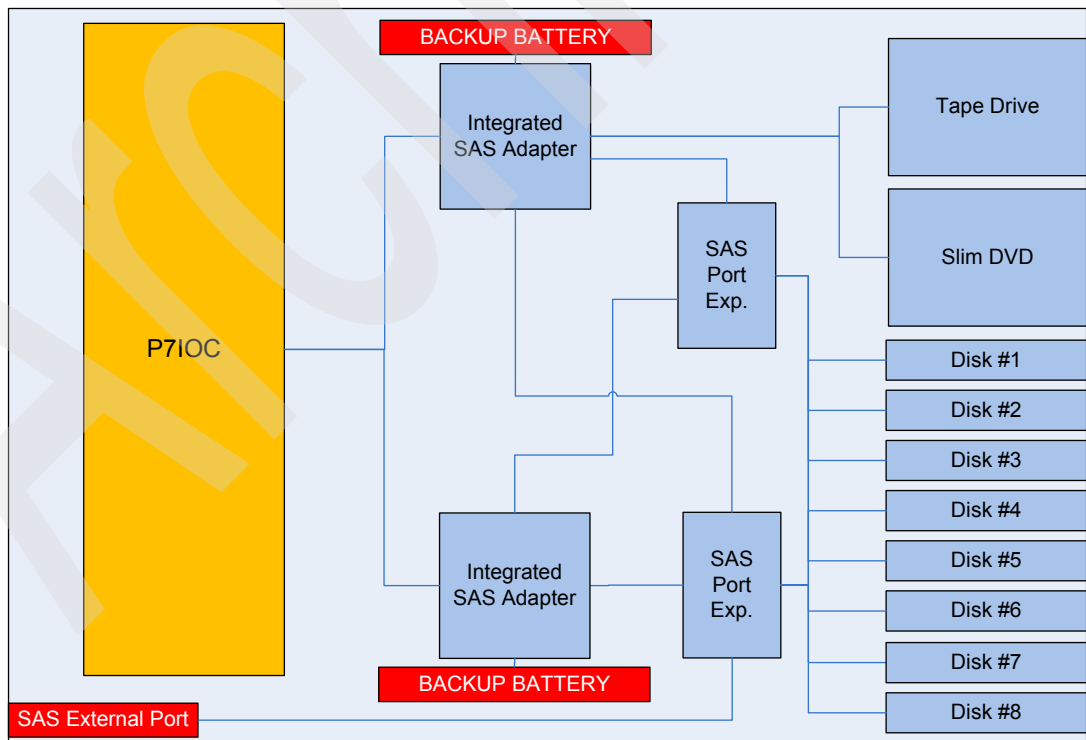 BACKUP BATTERY
Integrated
SAS Adapter
Tape Drive
SAS
Port
Exp.
Slim DVD
P7IOC
Disk #1
Disk #2
Disk #3
Disk #4
Integrated
SAS Adapter
SAS
Port
Exp.
Disk #5
Disk #6
Disk #7
BACKUP BATTERY
Disk #8
SAS External Port